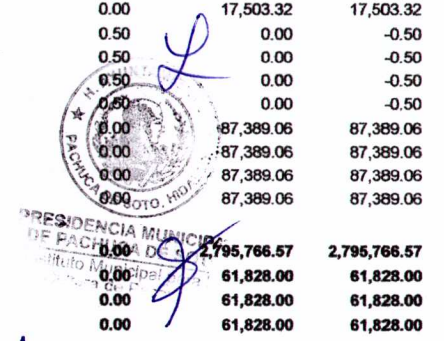 0.00 17,503.32 17,503.32
0.50 0.00 -0.50
0.50 0.00 -0.50
0.50 0.00 -0.50
0.50 0.00 -0.50
0.00 87,389.06 87,389.06
0.00 87,389.06 87,389.06
0.00 87,389.06 87,389.06
0.00 87,389.06 87,389.06
PACHUCA DE SOTO, HID
PRESIDENCIA MUNICIP
DE PACHUCA DE
0.00 2,795,766.57 2,795,766.57
Instituto Municipal
0.00 61,828.00 61,828.00
0.00 61,828.00 61,828.00
0.00 61,828.00 61,828.00